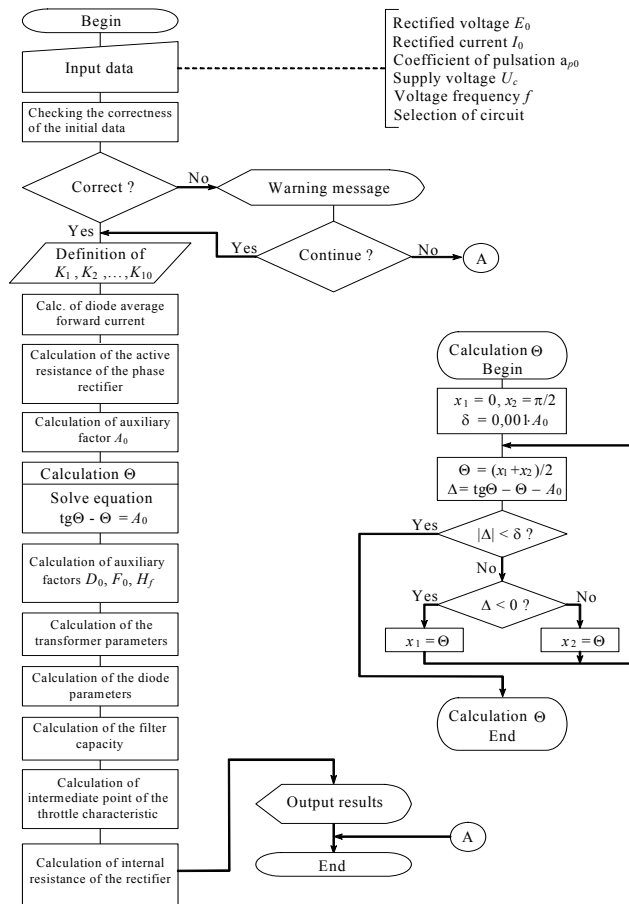 Begin
Input data
Rectified voltage E0
Rectified current I0
Coefficient of pulsation ap0
Supply voltage Uc
Voltage frequency f
Selection of circuit
Checking the correctness
of the initial data
Correct ?
No
Warning message
Yes
Continue ?
Yes
No
A
Definition of
K1 , K2 ,…, K10
Calc. of diode average
forward current
Calculation of the active
resistance of the phase
rectifier
Calculation of auxiliary
factor A0
Calculation Θ
Solve equation
tgΘ - Θ = A0
Calculation of auxiliary
factors D0, F0, Hf
Calculation of the
transformer parameters
Calculation of the diode
parameters
Calculation of the filter
capacity
Calculation of
intermediate point of the
throttle characteristic
Calculation of internal
resistance of the rectifier
Output results
A
End
Calculation Θ
Begin
x1 = 0, x2 = π/2
δ = 0,001·A0
Θ = (x1+x2)/2
Δ= tgΘ – Θ – A0
Yes
|Δ| < δ ?
No
Yes
Δ < 0 ?
No
x1 = Θ
x2 = Θ
Calculation Θ
End